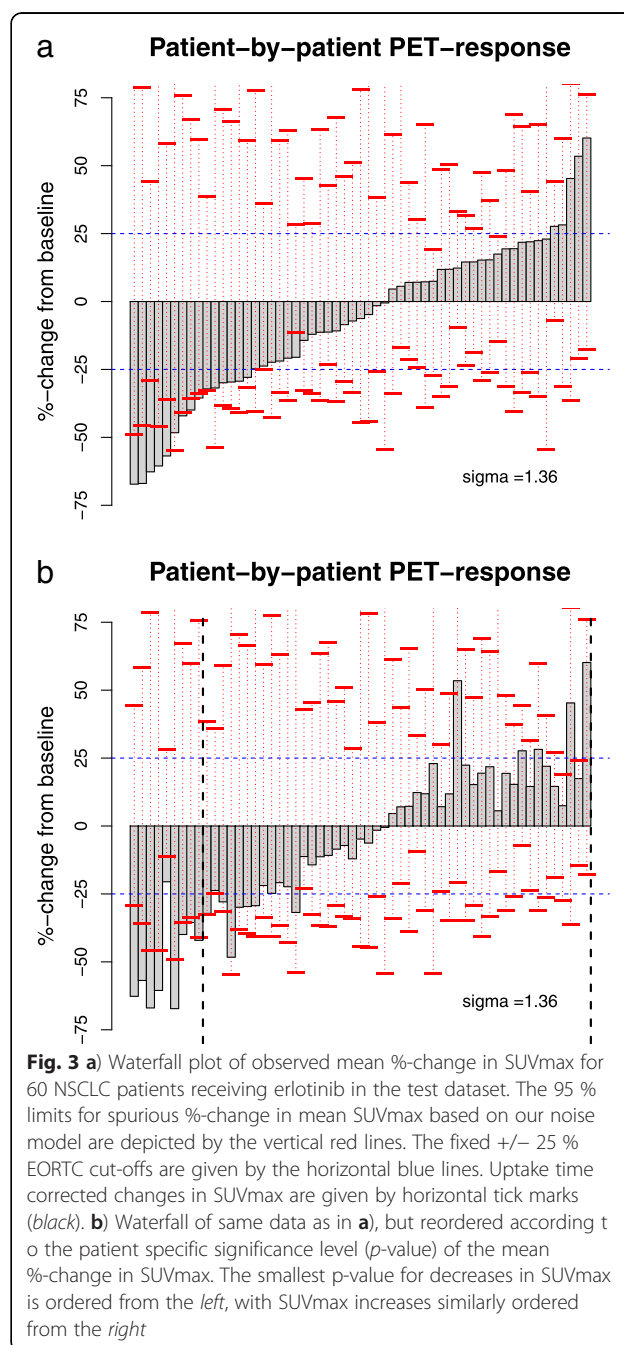 a
Patient–by–patient PET–response
%–change from baseline
75
50
25
0
−25
−50
−75
sigma =1.36
b
Patient–by–patient PET–response
%–change from baseline
75
50
25
0
−25
−50
−75
sigma =1.36
Fig. 3 a) Waterfall plot of observed mean %-change in SUVmax for
60 NSCLC patients receiving erlotinib in the test dataset. The 95 %
limits for spurious %-change in mean SUVmax based on our noise
model are depicted by the vertical red lines. The fixed +/− 25 %
EORTC cut-offs are given by the horizontal blue lines. Uptake time
corrected changes in SUVmax are given by horizontal tick marks
(black). b) Waterfall of same data as in a), but reordered according t
o the patient specific significance level (p-value) of the mean
%-change in SUVmax. The smallest p-value for decreases in SUVmax
is ordered from the left, with SUVmax increases similarly ordered
from the right